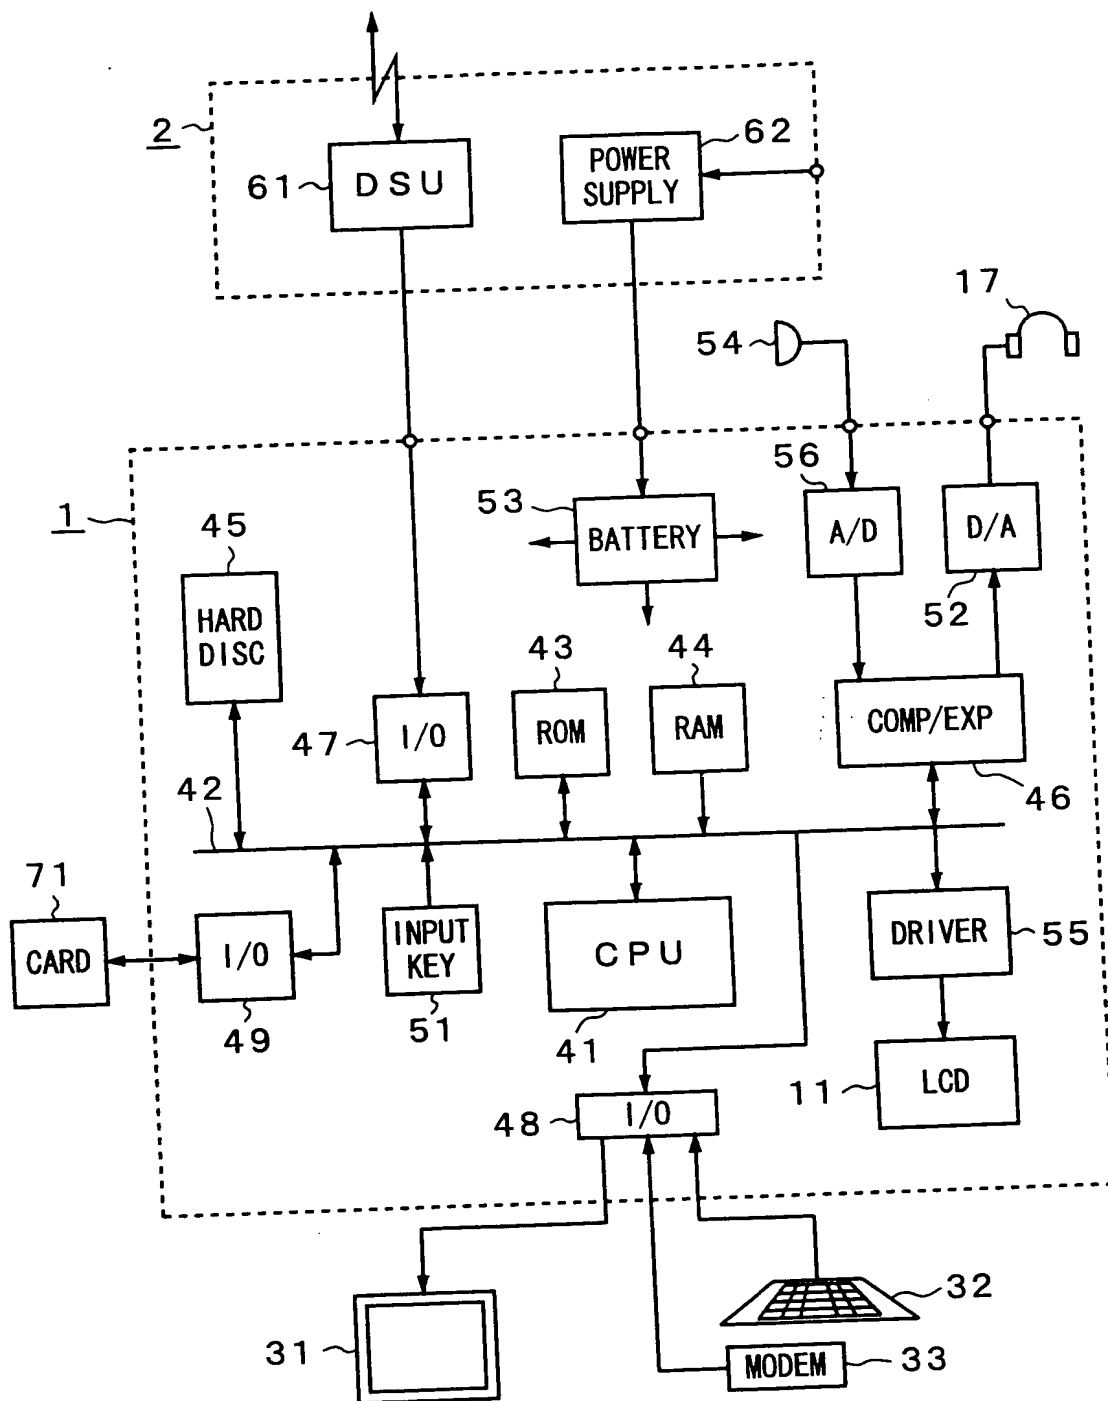 2
61
DSU
POWER
SUPPLY
62
17
54
1
45
HARD
DISC
53
BATTERY
56
A/D
D/A
52
43
44
47
I/O
ROM
RAM
COMP/EXP
46
42
71
CARD
I/O
49
INPUT
KEY
51
CPU
41
DRIVER
55
11
LCD
48
I/O
31
32
MODEM
33